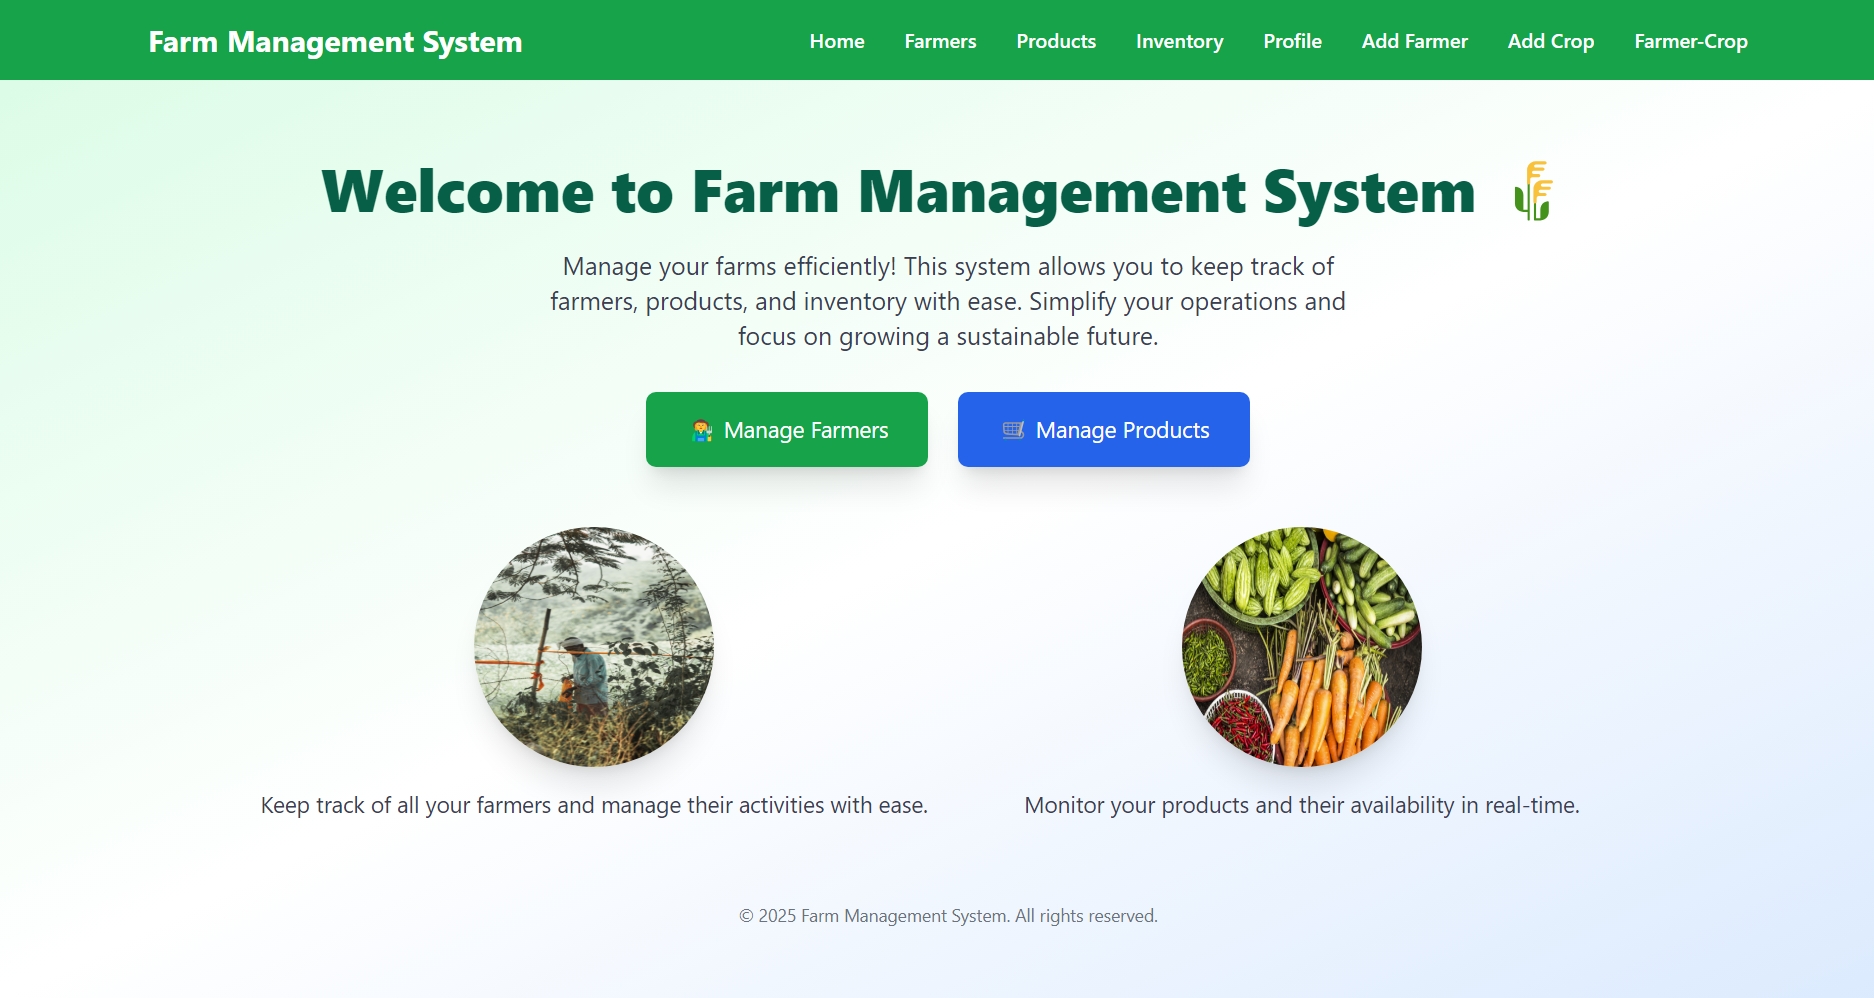 Farm Management System
Home Farmers Products Inventory Profile Add Farmer Add Crop Farmer-Crop
Welcome to Farm Management System
Manage your farms efficiently! This system allows you to keep track of
farmers, products, and inventory with ease. Simplify your operations and
focus on growing a sustainable future.
Manage Farmers
Manage Products
Keep track of all your farmers and manage their activities with ease.
Monitor your products and their availability in real-time.
© 2025 Farm Management System. All rights reserved.